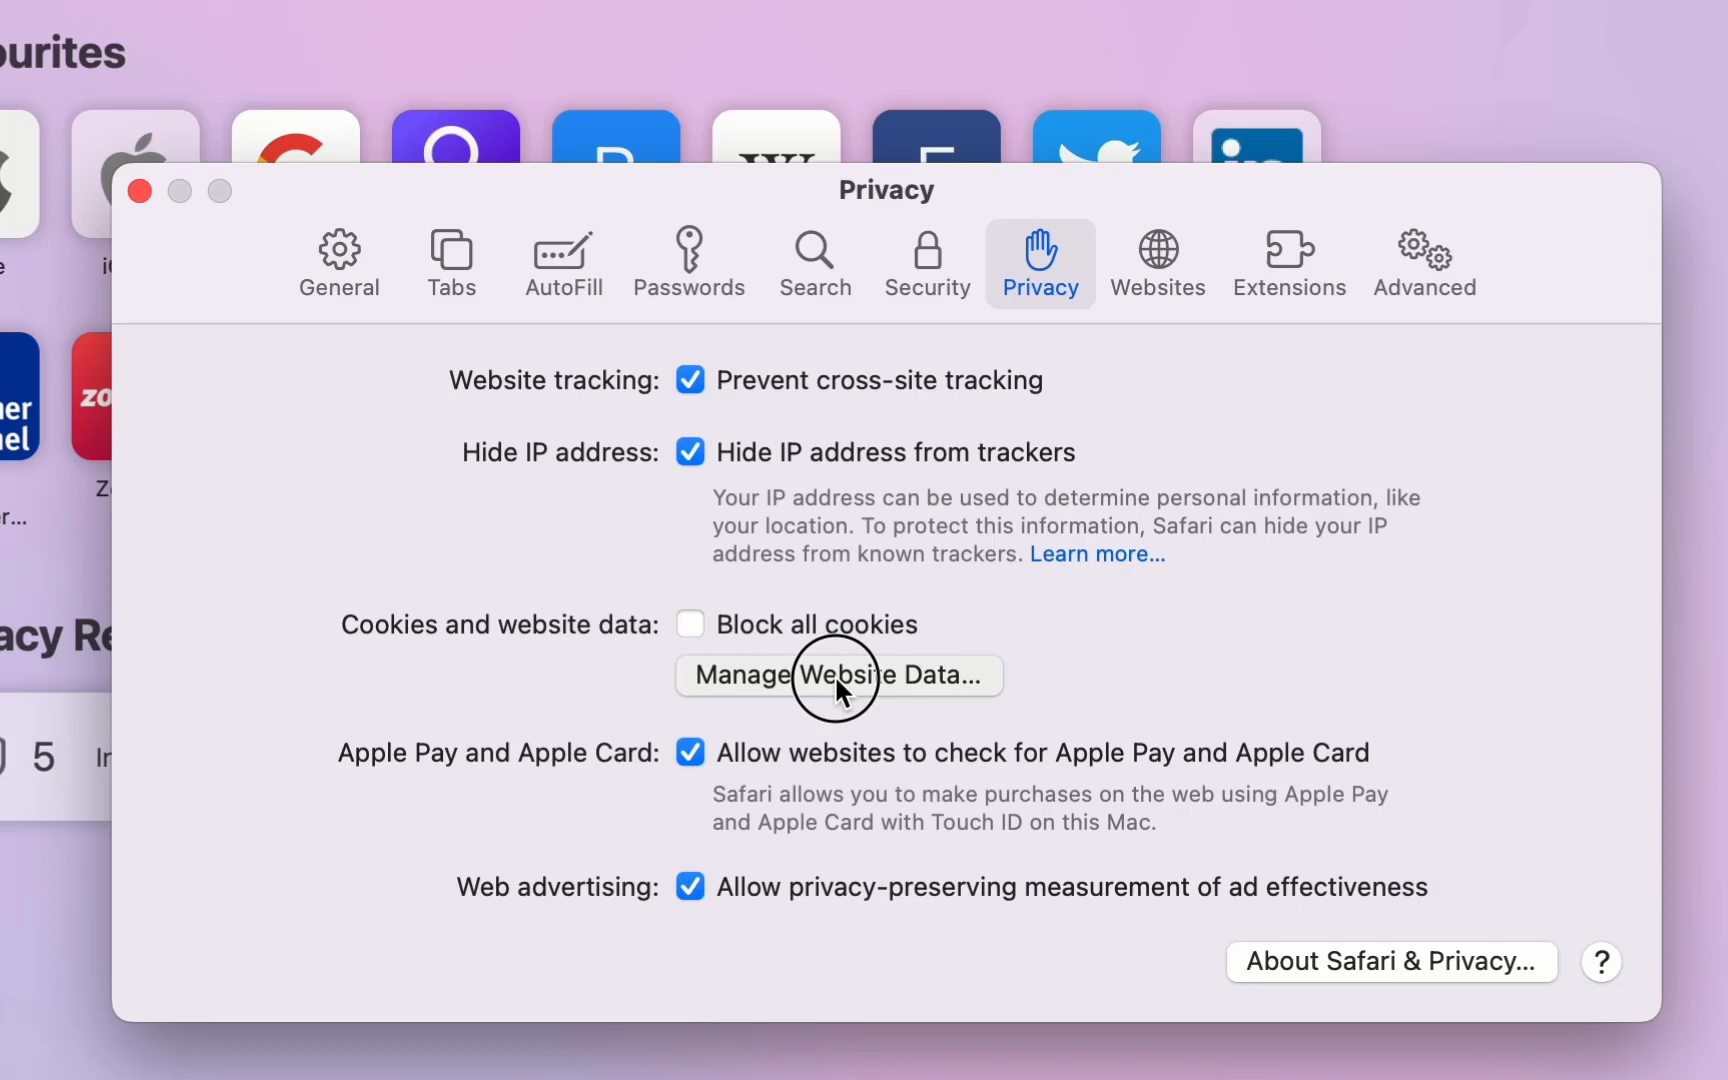 ourites
Privacy
General
Tabs
AutoFill
Passwords
Search
Security
Privacy
Websites
Extensions
Advanced
Website tracking:
Prevent cross-site tracking
Hide IP address:
Hide IP address from trackers
Your IP address can be used to determine personal information, like
your location. To protect this information, Safari can hide your IP
address from known trackers. Learn more...
Cookies and website data:
Block all cookies
Manage Website Data...
Apple Pay and Apple Card:
Allow websites to check for Apple Pay and Apple Card
Safari allows you to make purchases on the web using Apple Pay
and Apple Card with Touch ID on this Mac.
Web advertising:
Allow privacy-preserving measurement of ad effectiveness
About Safari & Privacy...
?
zo
acy Re
5